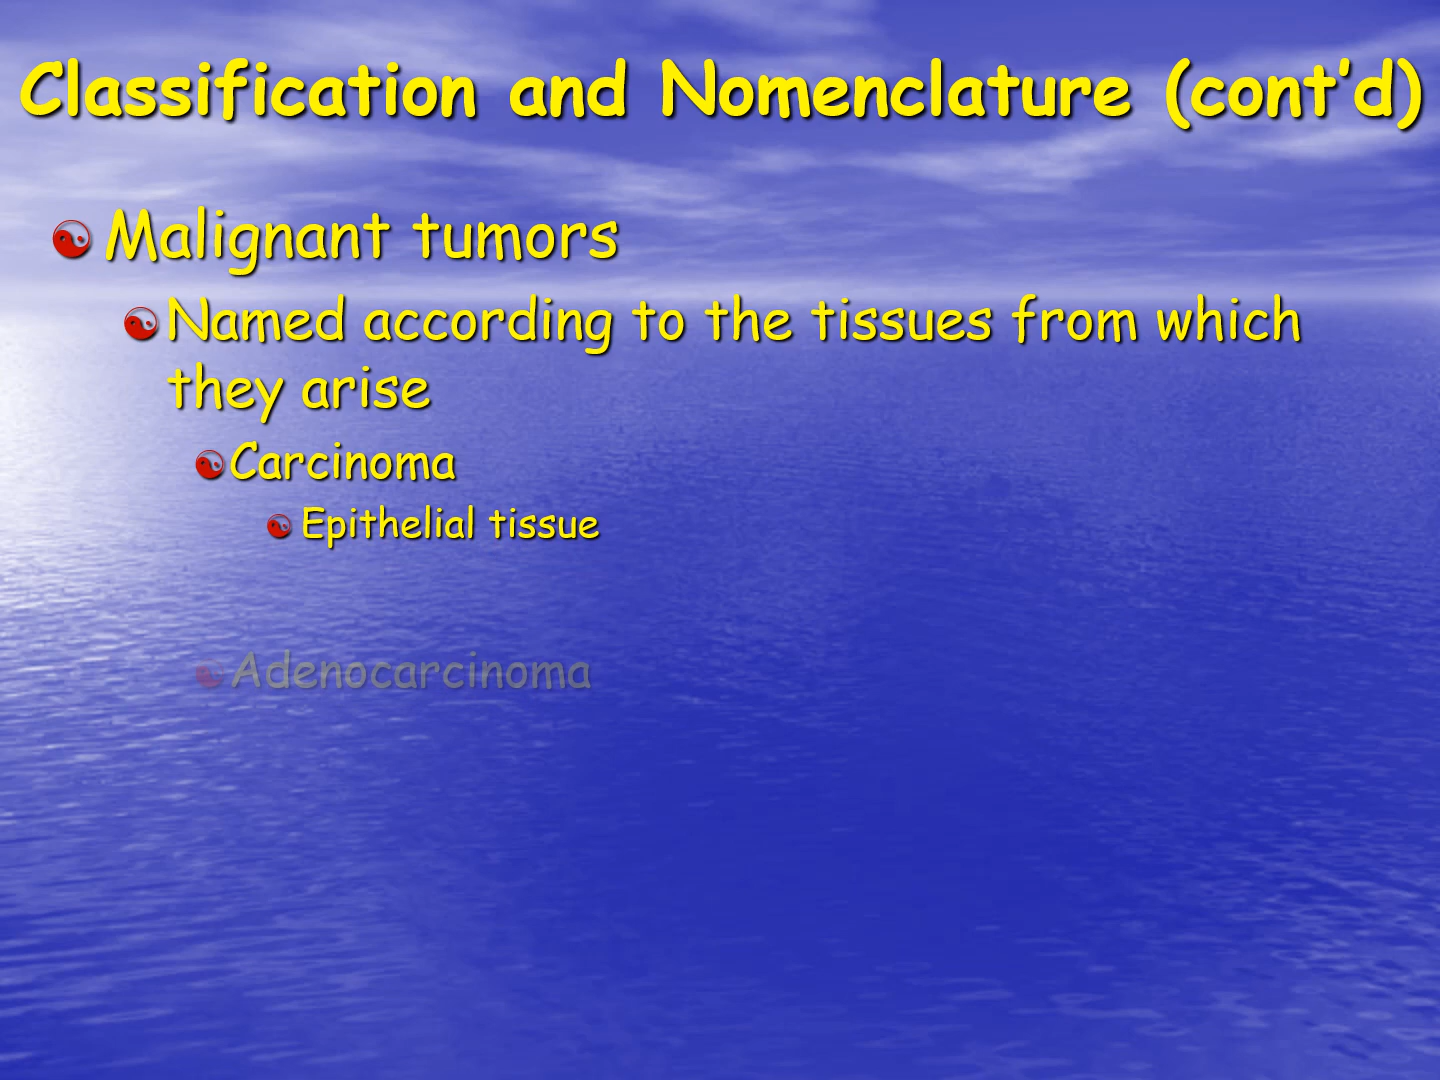 Classification and Nomenclature (cont’d)
Malignant tumors
Named according to the tissues from which
they arise
Carcinoma
Epithelial tissue
Adenocarcinoma